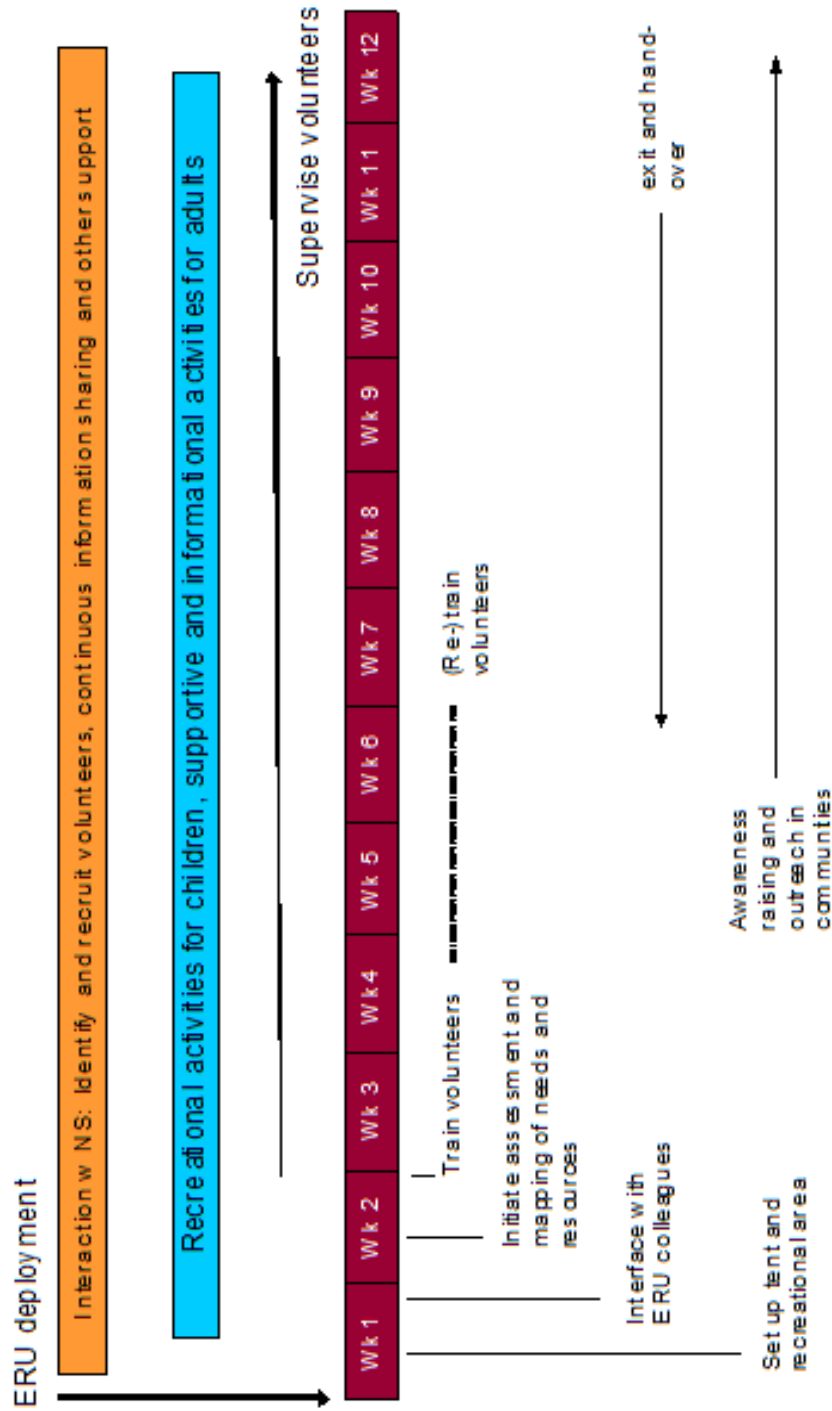 ERU deployment
Interaction w NS: Identify and recruit volunteers, continuous information sharing and others support
Recreational activities for children, supportive and informational activities for adults
Supervise volunteers
Wk 1 Wk 2 Wk 3 Wk 4 Wk 5 Wk 6 Wk 7 Wk 8 Wk 9 Wk 10 Wk 11 Wk 12
Train volunteers
(Re-) train
volunteers
Initiate assessment and
mapping of needs and
resources
Interface with
ERU colleagues
exit and hand-
over
Set up tent and
recreational area
Awareness
raising and
outreach in
communties